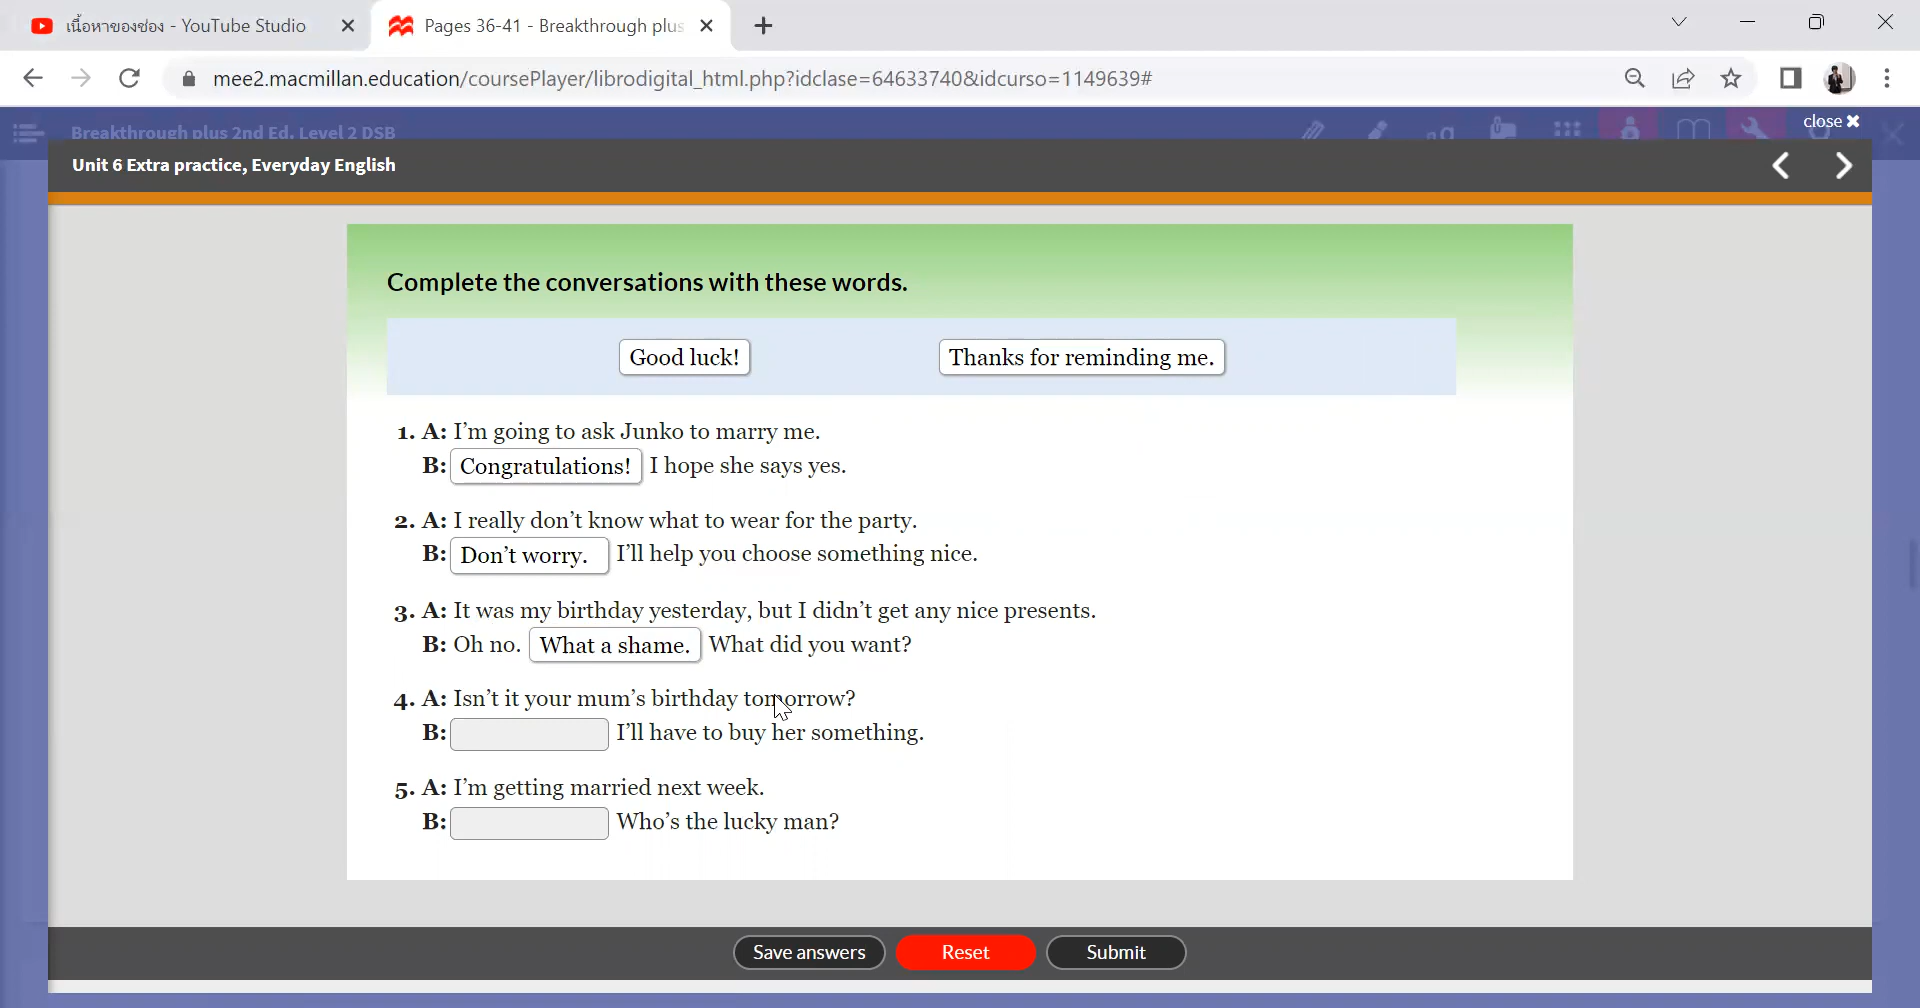 เนื้อหาของช่อง - YouTube Studio
Pages 36-41 - Breakthrough plus
mee2.macmillan.education/coursePlayer/librodigital_html.php?idclase=64633740&idcurso=1149639#
Breakthrough plus 2nd Ed. Level 2 DSB
close
Unit 6 Extra practice, Everyday English
Complete the conversations with these words.
Good luck! Thanks for reminding me.
1. A: I'm going to ask Junko to marry me.
B: Congratulations! I hope she says yes.
2. A: I really don't know what to wear for the party.
B: Don't worry. I'll help you choose something nice.
3. A: It was my birthday yesterday, but I didn't get any nice presents.
B: Oh no. What a shame. What did you want?
4. A: Isn't it your mum's birthday tomorrow?
B: I'll have to buy her something.
5. A: I'm getting married next week.
B: Who's the lucky man?
Save answers Reset Submit